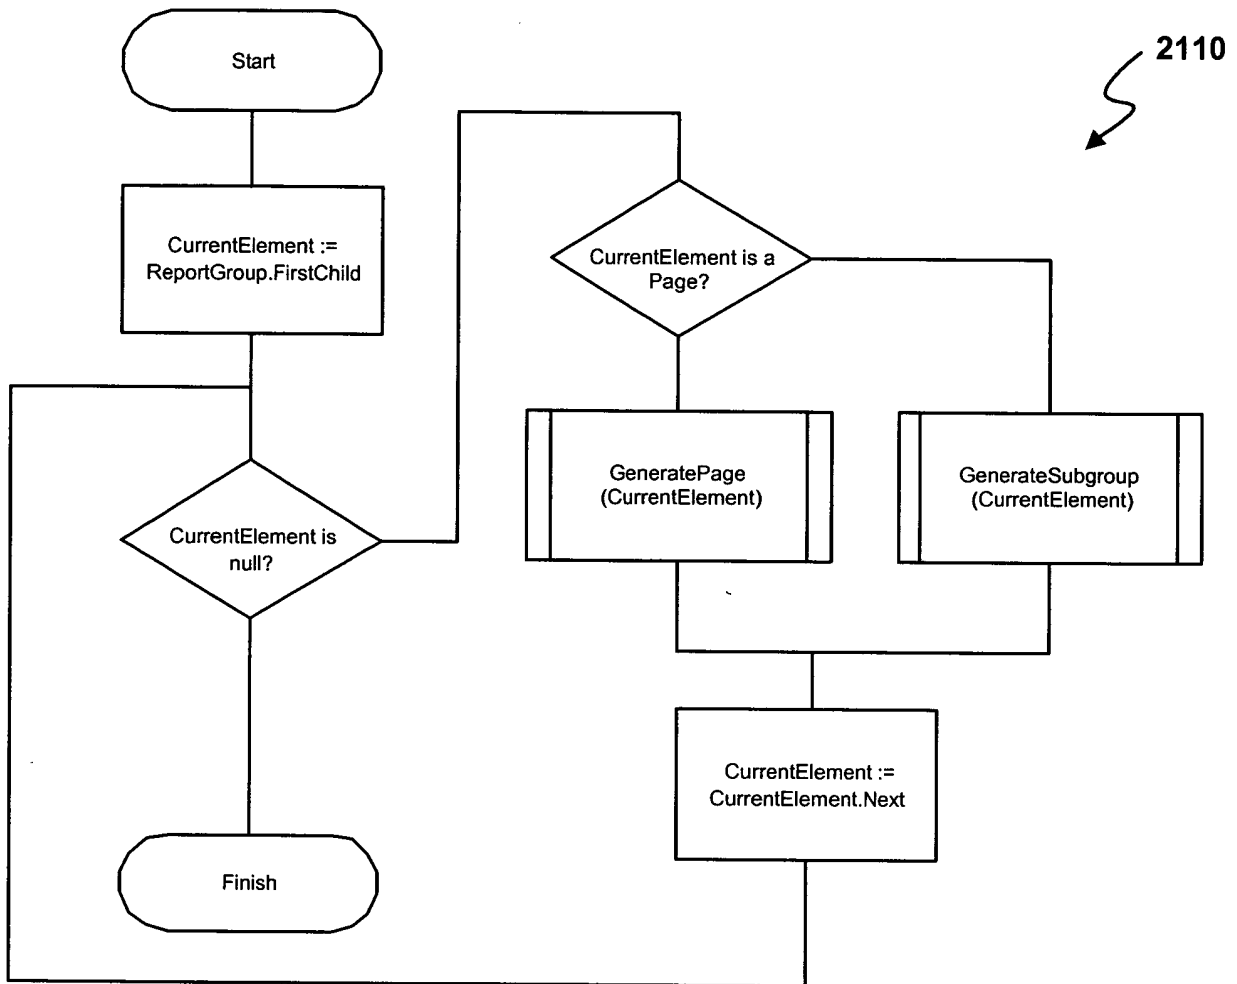 Start
2110
CurrentElement :=
ReportGroup.FirstChild
CurrentElement is a
Page?
GeneratePage
(CurrentElement)
GenerateSubgroup
(CurrentElement)
CurrentElement is
null?
CurrentElement :=
CurrentElement.Next
Finish